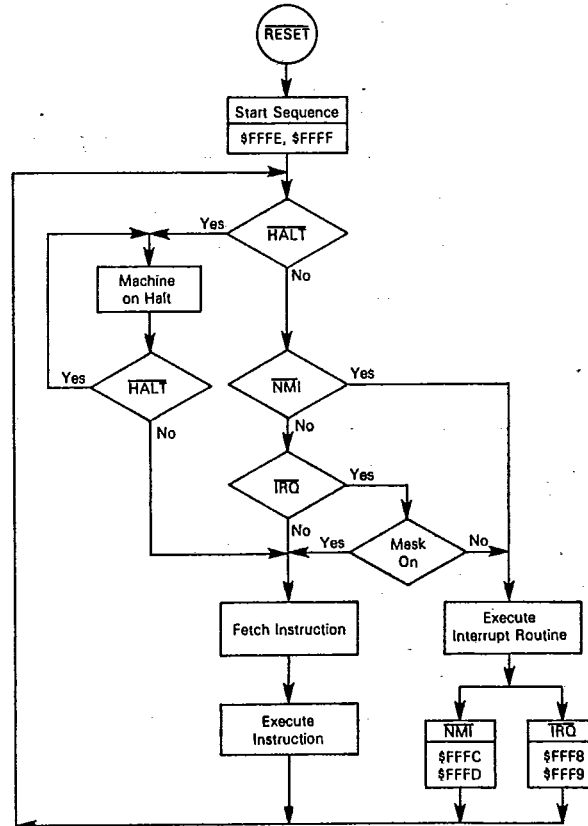 RESET
Start Sequence
$FFFE, $FFFF
Yes
HALT
No
Machine
on Halt
Yes
HALT
No
NMI
Yes
No
IRQ
Yes
No
Yes
Mask
On
No
Fetch Instruction
Execute
Interrupt Routine
Execute
Instruction
NMI
$FFFC
$FFFD
IRQ
$FFF8
$FFF9